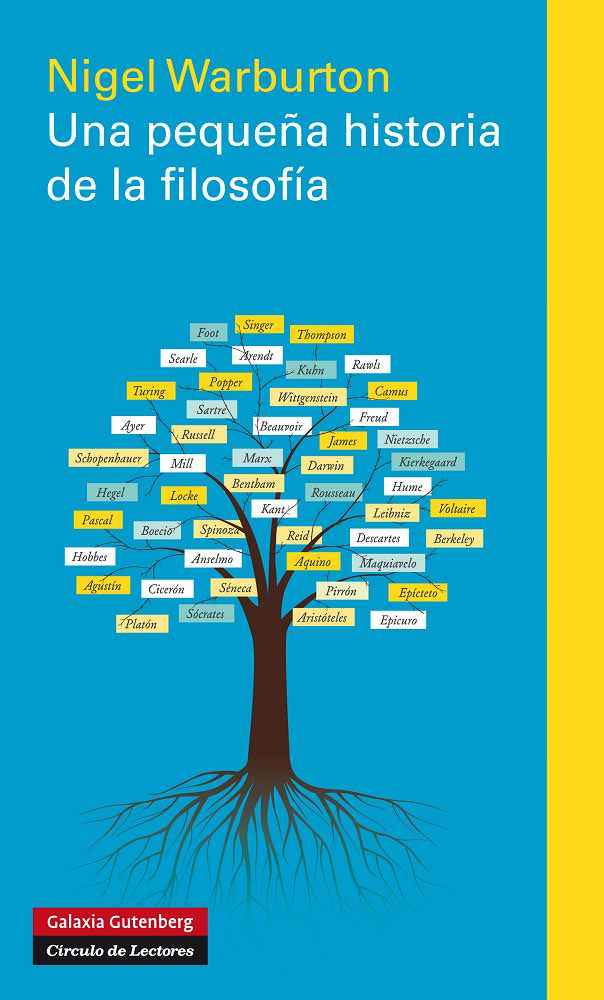 Nigel Warburton
Una pequeña historia
de la filosofía
Singer
Foot
Thompson
Searle
Arendt
Kuhn
Rawls
Turing
Popper
Wittgenstein
Camus
Sartre
Freud
Ayer
Russell
Beauvoir
James
Nietzsche
Schopenhauer
Mill
Marx
Darwin
Kierkegaard
Bentham
Hegel
Locke
Rousseau
Hume
Kant
Leibniz
Voltaire
Pascal
Boecio
Spinoza
Reid
Descartes
Berkeley
Hobbes
Anselmo
Aquino
Maquiavelo
Agustín
Cicerón
Séneca
Pirrón
Epícteto
Sócrates
Platón
Aristóteles
Epicuro
Galaxia Gutenberg
Círculo de Lectores